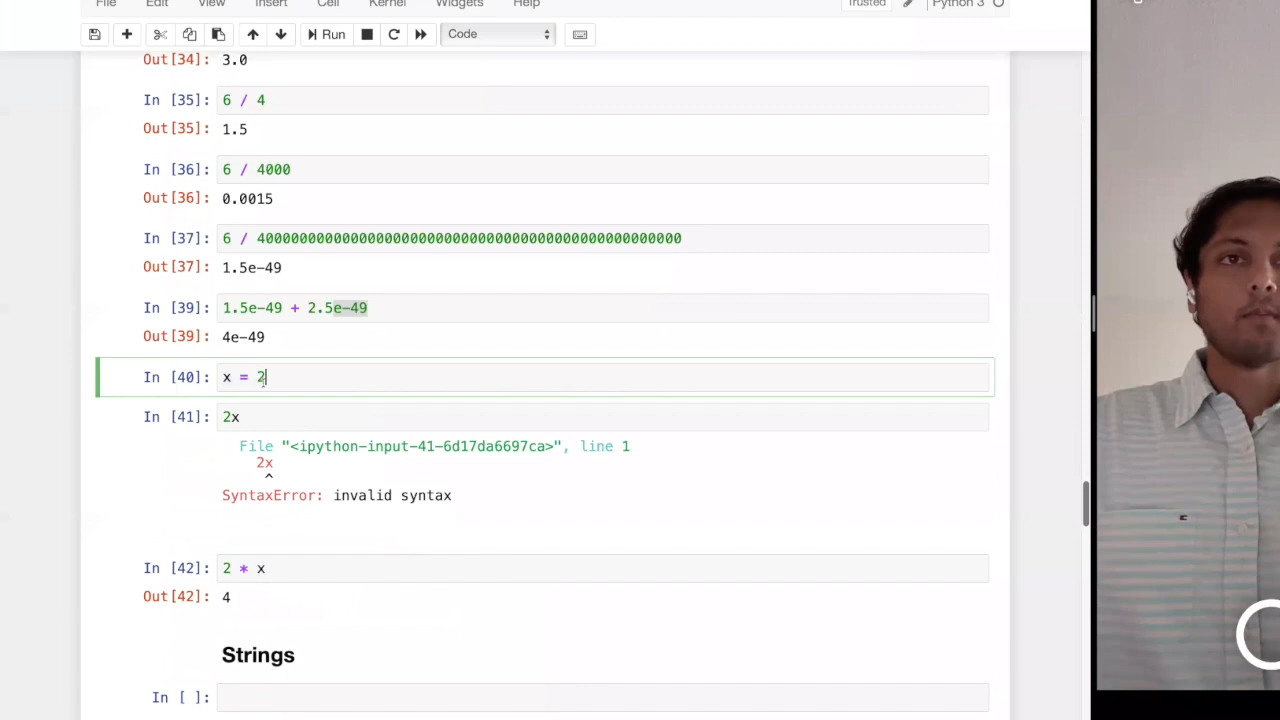 File Edit View Insert Cell Kernel Widgets Help Trusted Python 3
Run Code
Out[34]: 3.0
In [35]: 6 / 4
Out[35]: 1.5
In [36]: 6 / 4000
Out[36]: 0.0015
In [37]: 6 / 40000000000000000000000000000000000000000000000000
Out[37]: 1.5e-49
In [39]: 1.5e-49 + 2.5e-49
Out[39]: 4e-49
In [40]: x = 2
In [41]: 2x
File "<ipython-input-41-6d17da6697ca>", line 1
2x
^
SyntaxError: invalid syntax
In [42]: 2 * x
Out[42]: 4
Strings
In [ ]: